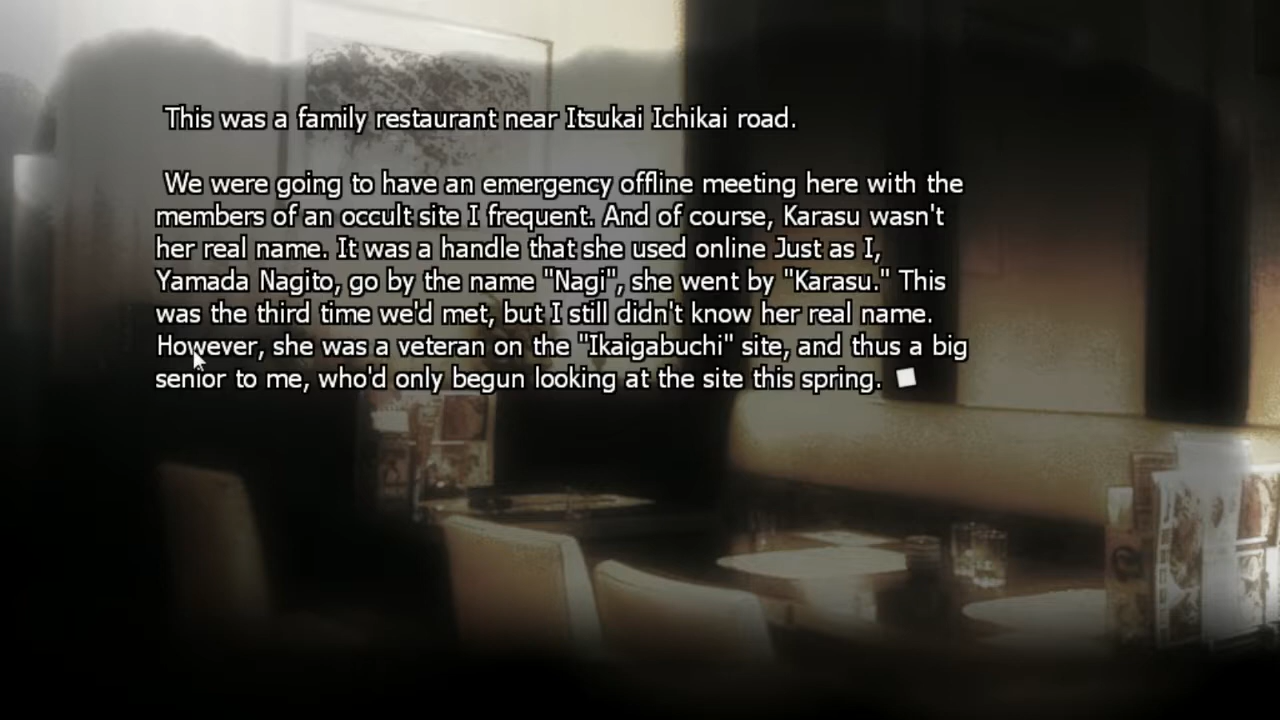 This was a family restaurant near Itsukai Ichikai road.
We were going to have an emergency offline meeting here with the
members of an occult site I frequent. And of course, Karasu wasn't
her real name. It was a handle that she used online Just as I,
Yamada Nagito, go by the name "Nagi", she went by "Karasu." This
was the third time we'd met, but I still didn't know her real name.
However, she was a veteran on the "Ikaigabuchi" site, and thus a big
senior to me, who'd only begun looking at the site this spring.